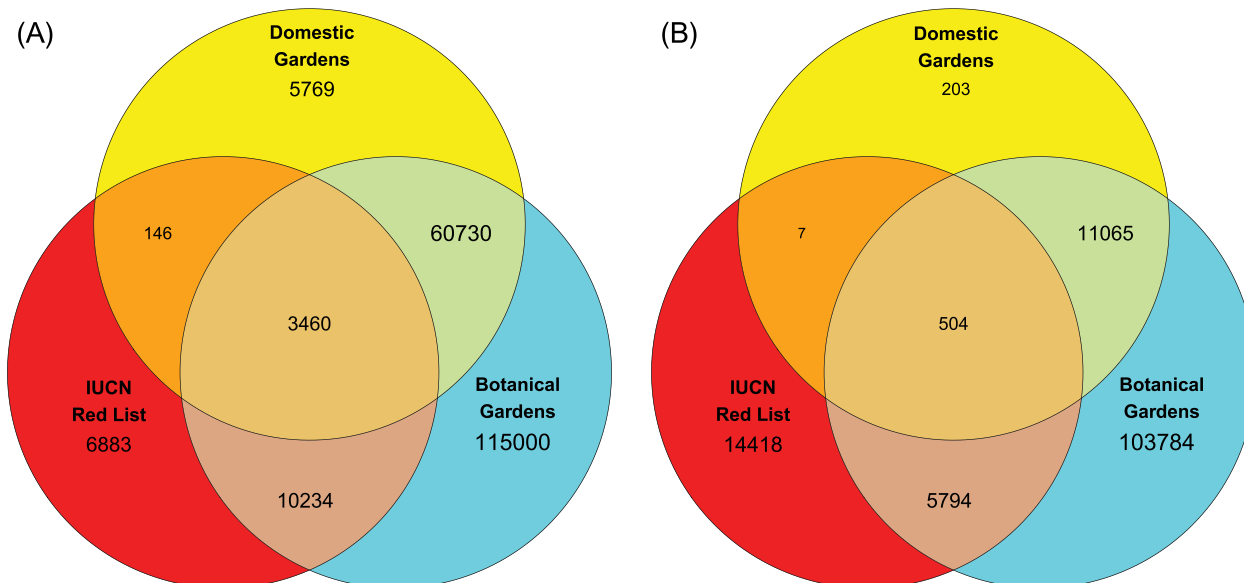 (A)
Domestic
Gardens
5769
146
60730
3460
IUCN
Red List
6883
Botanical
Gardens
115000
10234
(B)
Domestic
Gardens
203
7
11065
504
IUCN
Red List
14418
Botanical
Gardens
103784
5794